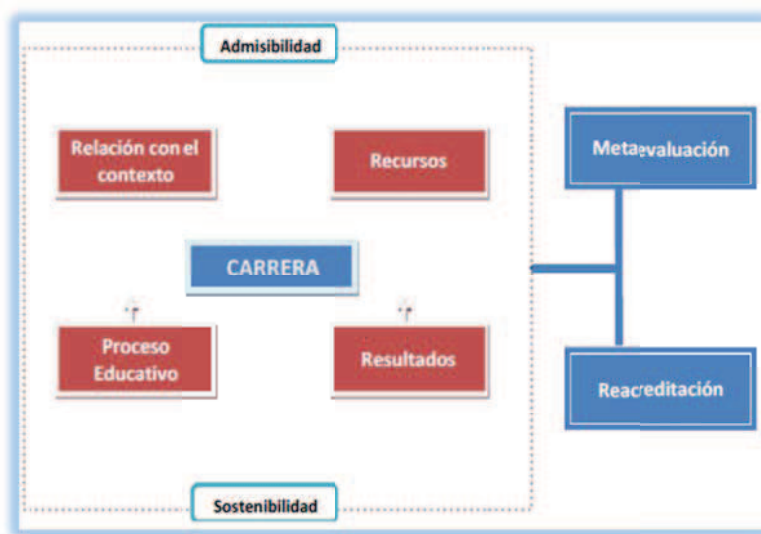 Admisibilidad
Relación con el
contexto
Recursos
Metaevaluación
CARRERA
Proceso
Educativo
Resultados
Reacreditación
Sostenibilidad